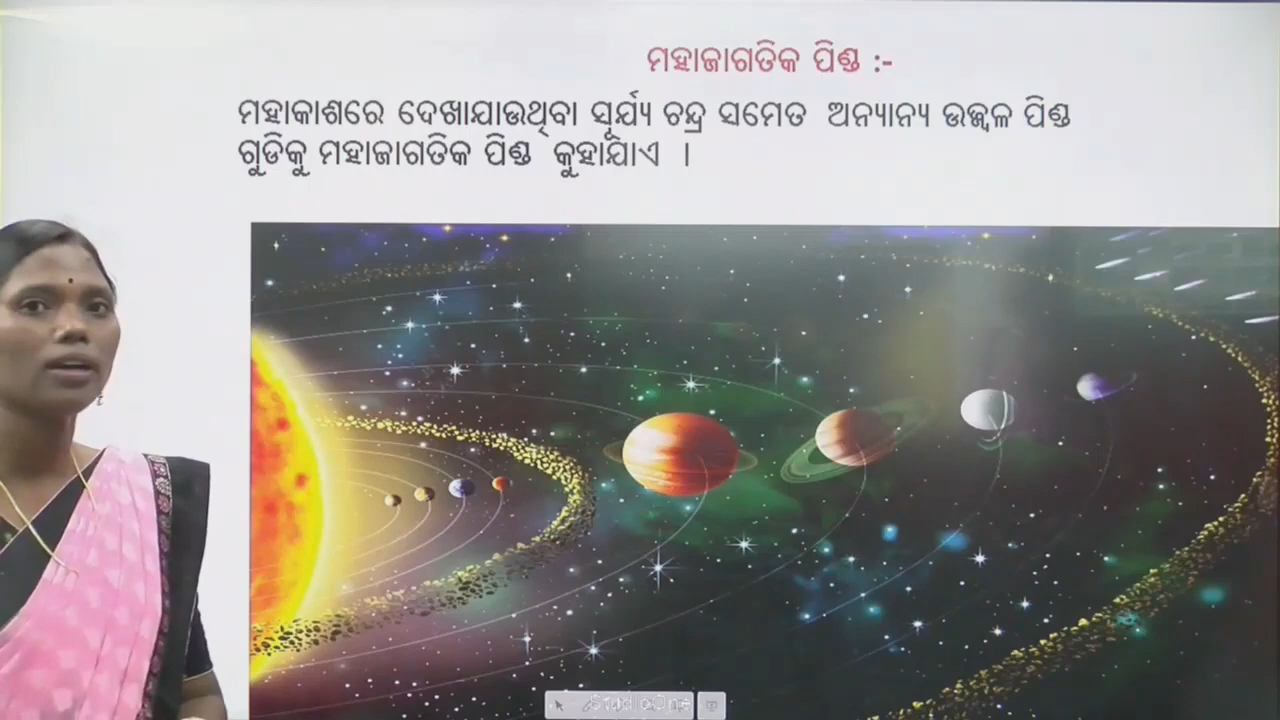 ମହାଜାଗତିକ ପିଣ୍ଡ :-
ମହାକାଶରେ ଦେଖାଯାଉଥିବା ସୂର୍ଯ୍ୟ ଚନ୍ଦ୍ର ସମେତ ଅନ୍ୟାନ୍ୟ ଉଜ୍ଜ୍ୱଳ ପିଣ୍ଡ
ଗୁଡିକୁ ମହାଜାଗତିକ ପିଣ୍ଡ କୁହାଯାଏ ।